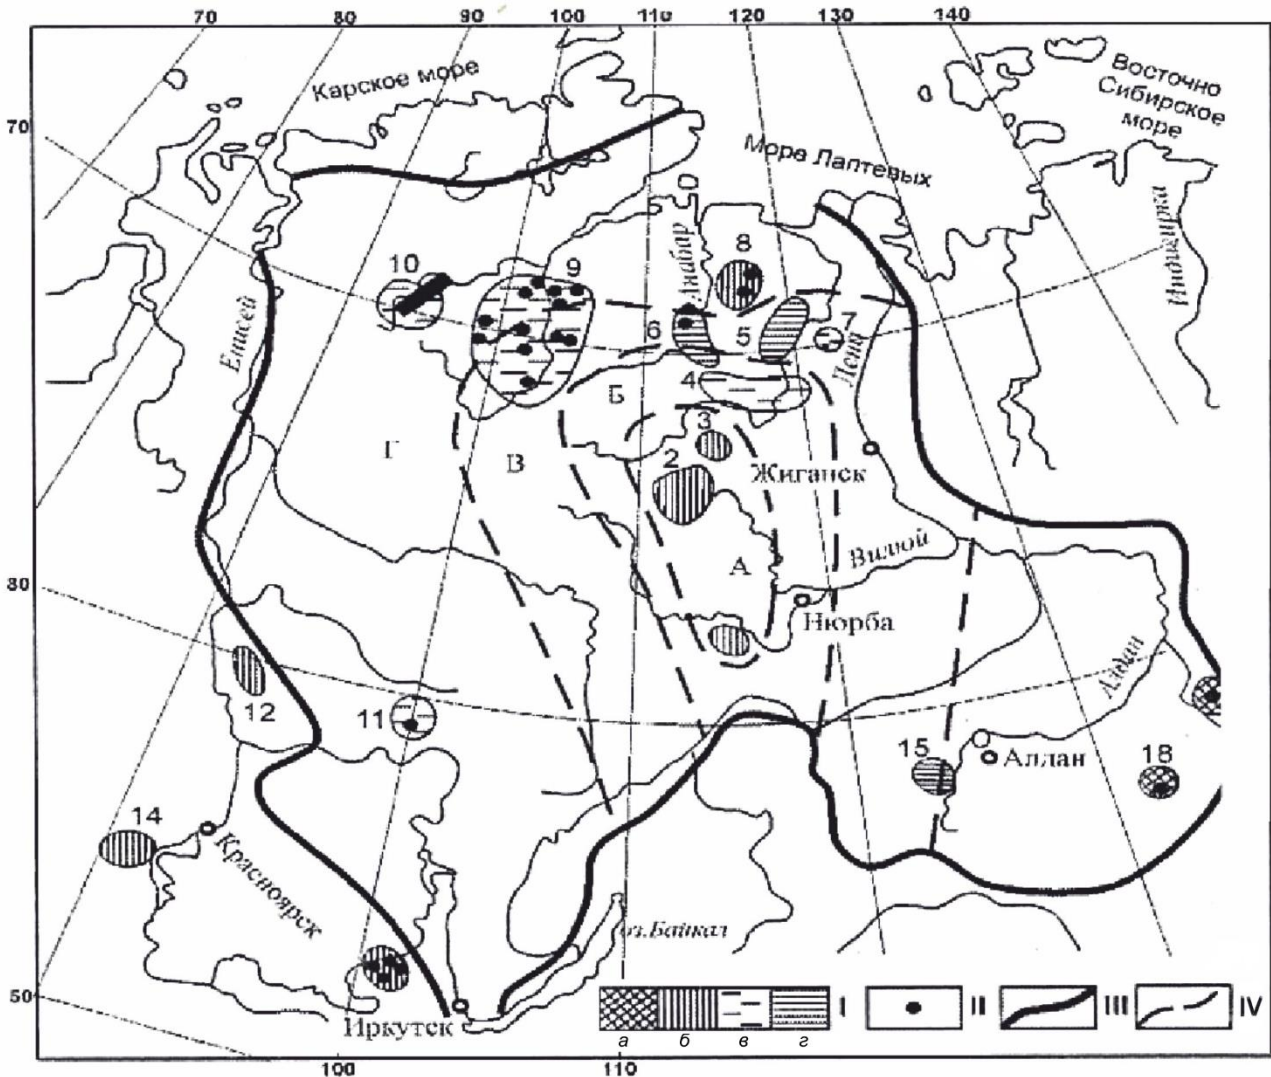 70
80
90
100
110
120
130
140
Карское море
Восточно
Сибирское
море
70
Море Лаптевых
Индигирка
Анабар
10
9
8
Енисей
6
5
7
Лена
4
Б
3
Г
В
2
Жиганск
А
Вилюй
80
Нюрба
Алдан
12
11
15
Аллан
18
14
Красноярск
оз.Байкал
50
Иркутск
I
II
III
IV
а
б
в
г
100
110